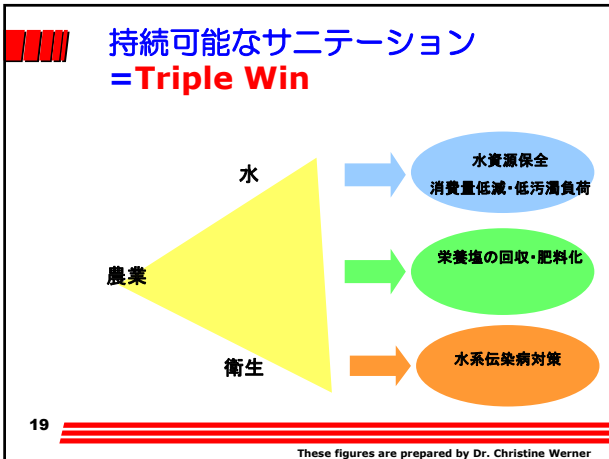 持続可能なサニテーション
=Triple Win
水
農業
衛生
水資源保全
消費量低減・低汚濁負荷
栄養塩の回収・肥料化
水系伝染病対策
19
These figures are prepared by Dr. Christine Werner